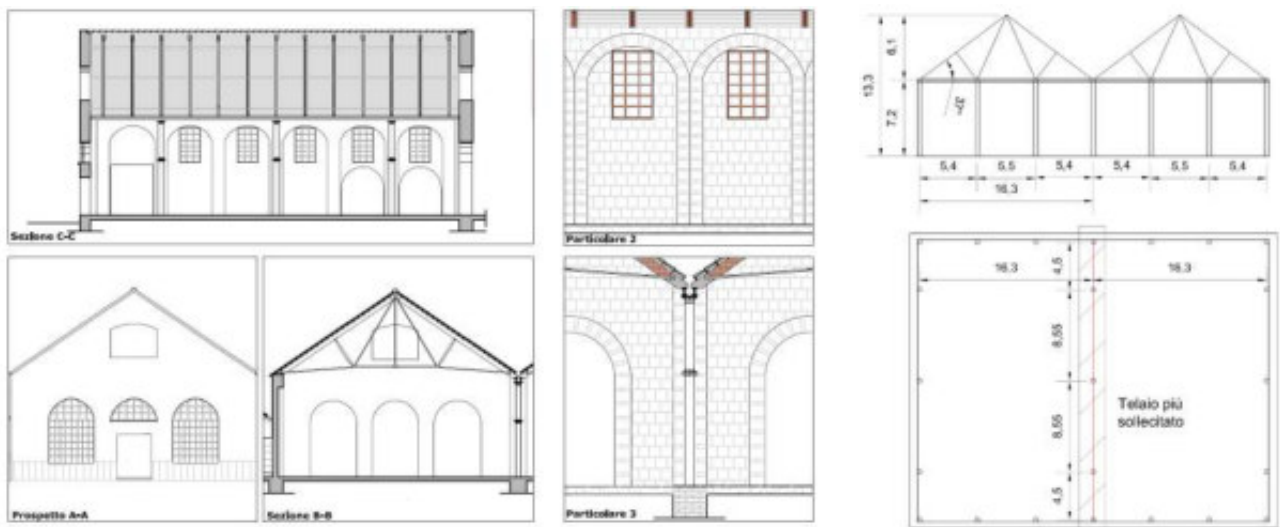 Sezione C-C
Particolare 2
13,3
6,1
7,2
37°
5,4
5,5
5,4
5,4
5,5
5,4
16,3
Prospetto A-A
Sezione B-B
Particolare 3
16.3
16.3
4,5
8,55
8,55
4,5
Telaio più
sollecitato